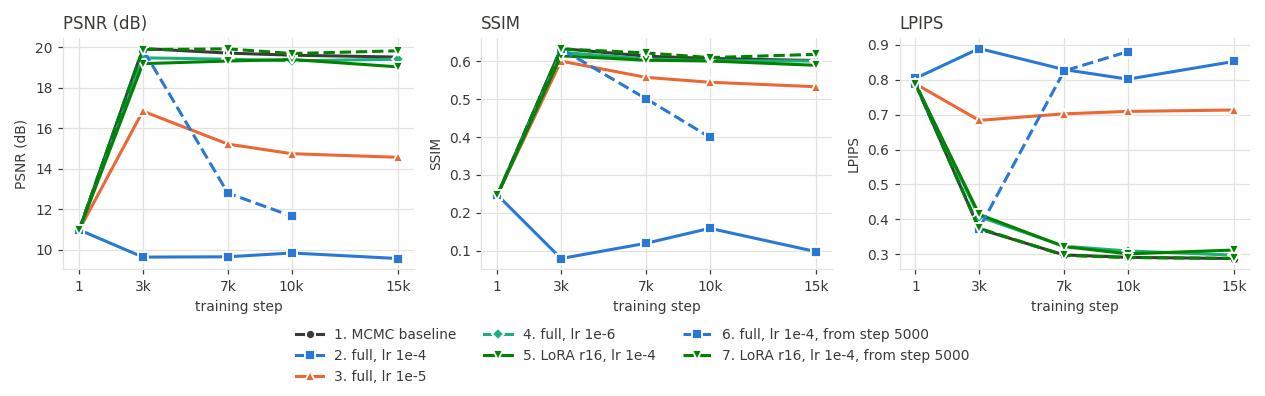 PSNR (dB)
SSIM
LPIPS
PSNR (dB)
20
18
16
14
12
10
1
3k
7k
10k
15k
training step
SSIM
0.6
0.5
0.4
0.3
0.2
0.1
1
3k
7k
10k
15k
training step
LPIPS
0.9
0.8
0.7
0.6
0.5
0.4
0.3
1
3k
7k
10k
15k
training step
1. MCMC baseline
2. full, lr 1e-4
3. full, lr 1e-5
4. full, lr 1e-6
5. LoRA r16, lr 1e-4
6. full, lr 1e-4, from step 5000
7. LoRA r16, lr 1e-4, from step 5000